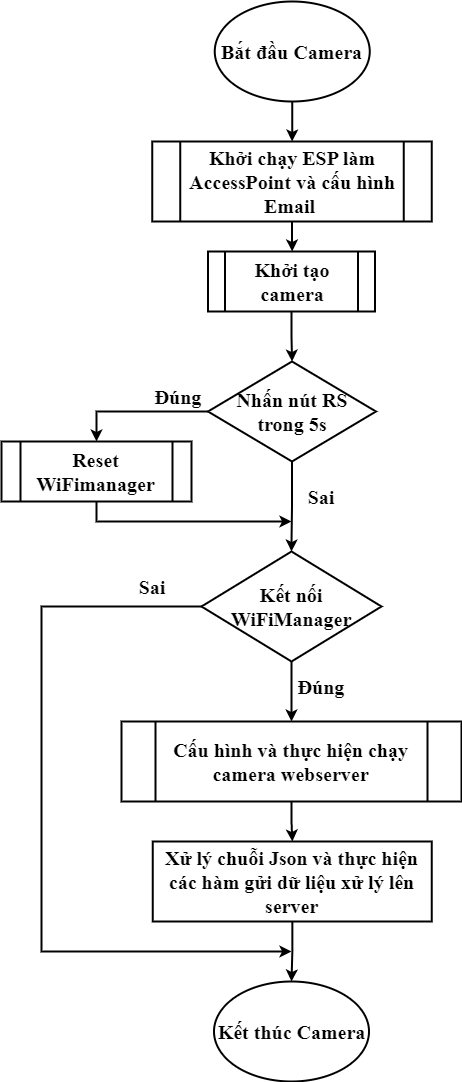 Bắt đầu Camera
Khởi chạy ESP làm
AccessPoint và cấu hình
Email
Khởi tạo
camera
Nhấn nút RS
trong 5s
Đúng
Reset
WiFimanager
Sai
Kết nối
WiFiManager
Sai
Đúng
Cấu hình và thực hiện chạy
camera webserver
Xử lý chuỗi Json và thực hiện
các hàm gửi dữ liệu xử lý lên
server
Kết thúc Camera